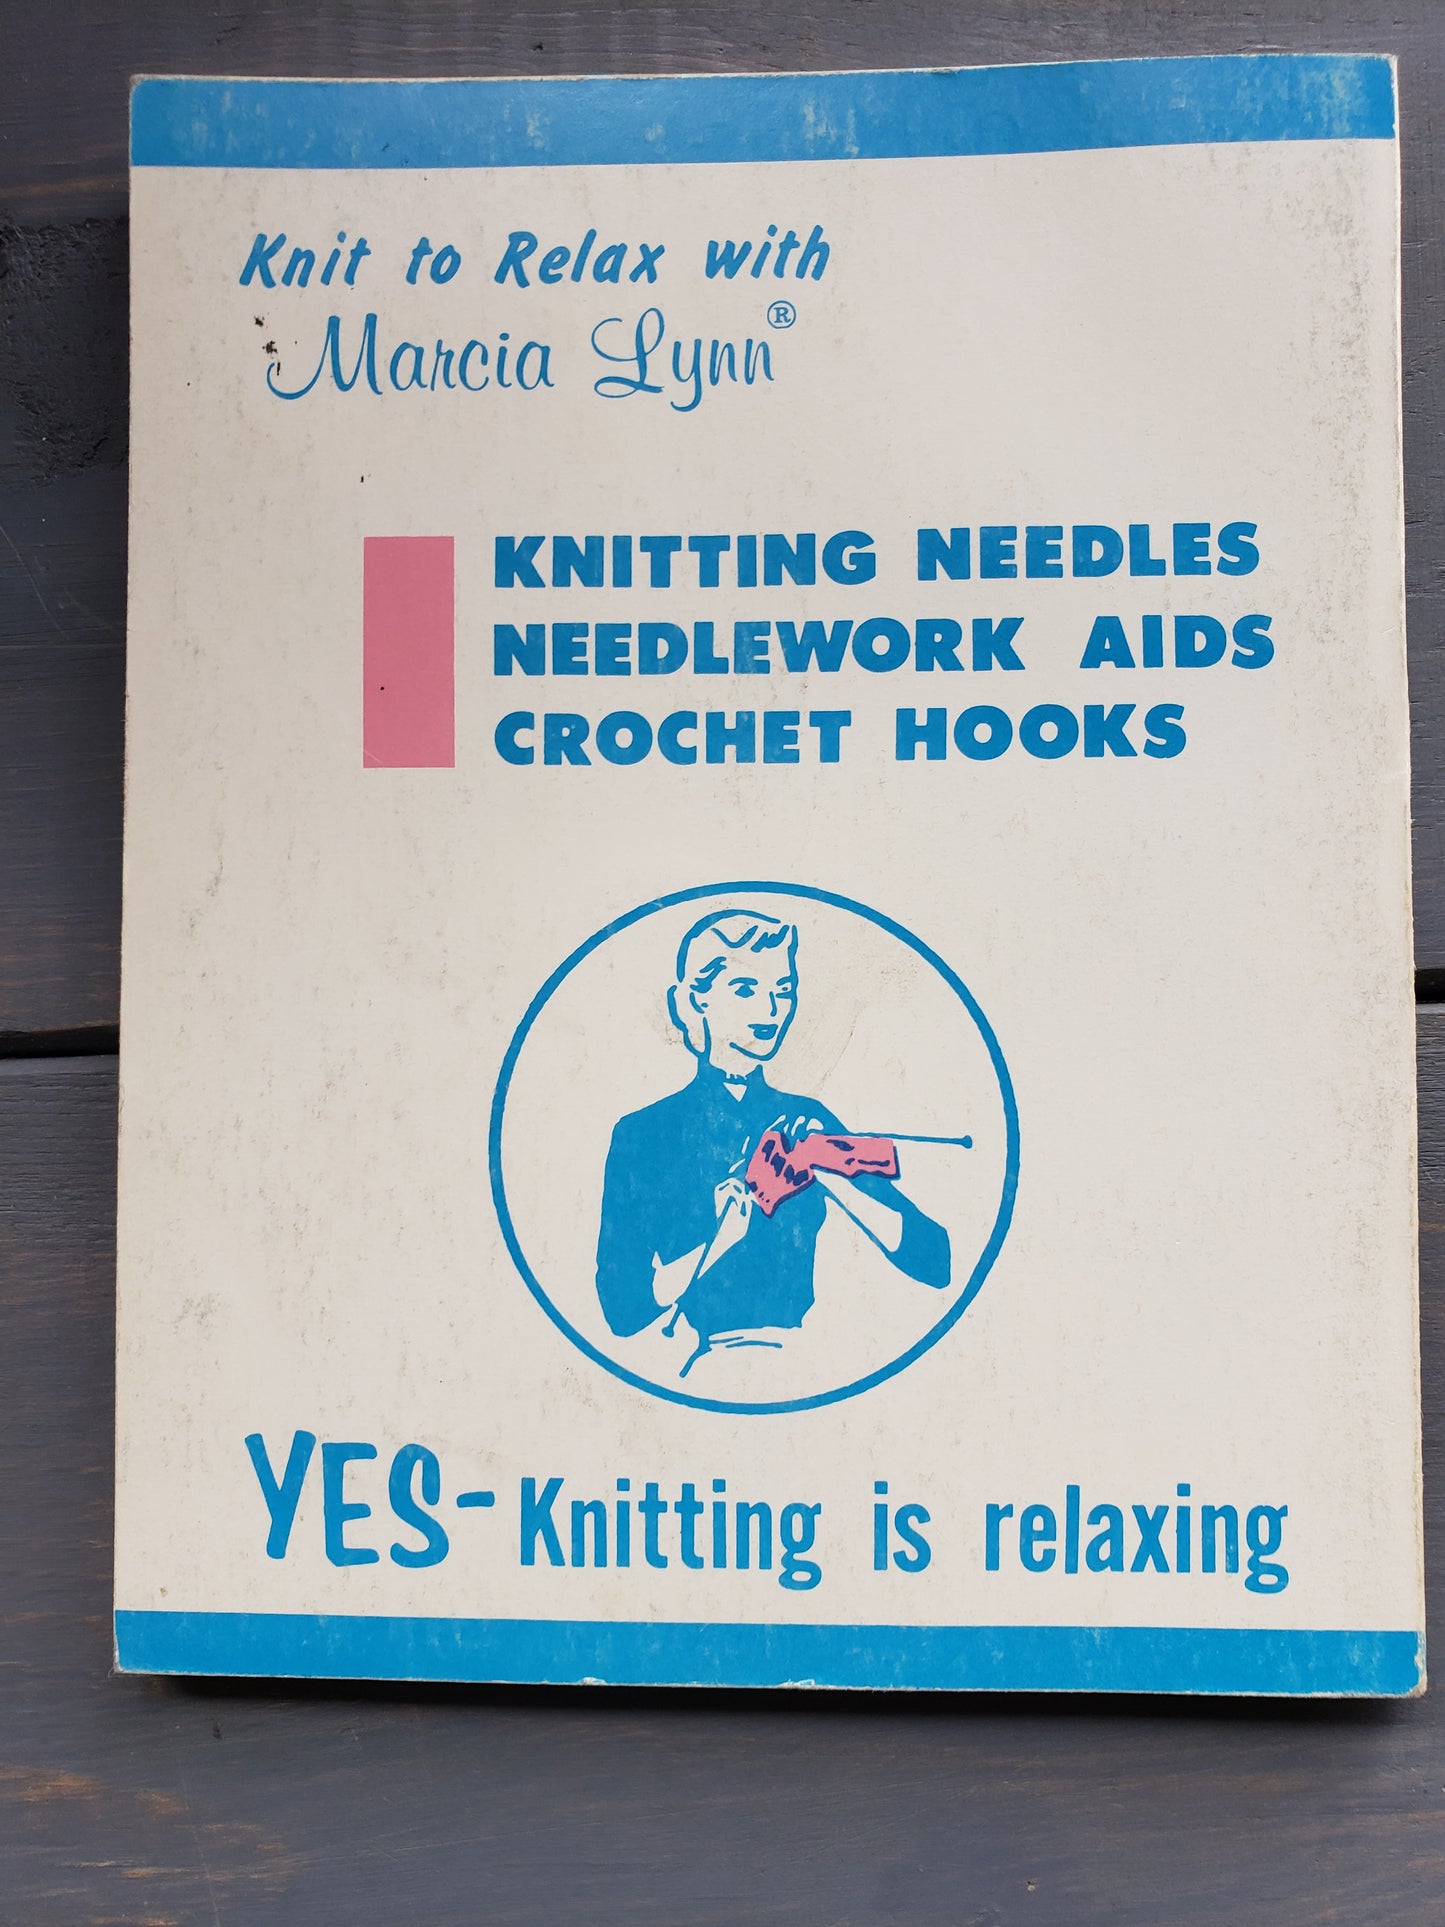 Knit to Relax with
Marcia Lynn®
KNITTING NEEDLES
NEEDLEWORK AIDS
CROCHET HOOKS
YES-Knitting is relaxing